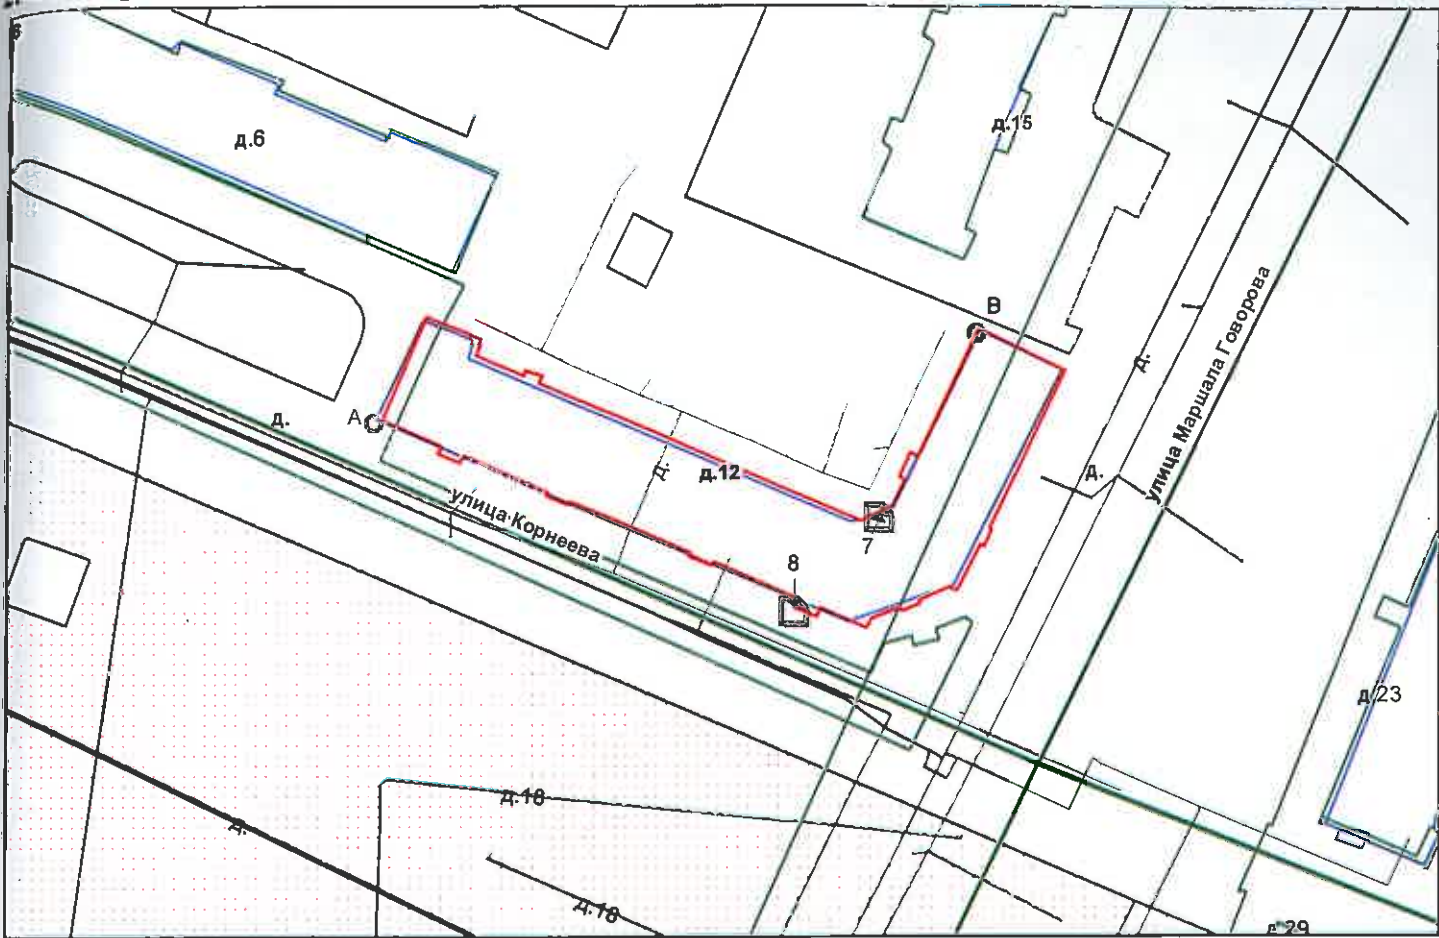 д.6
д.15
B
улица Маршала Говорова
д.
A
д.
д.
д.12
д.
улица Корнеева
7
8
д.23
д.18
д.
д.18
д.29